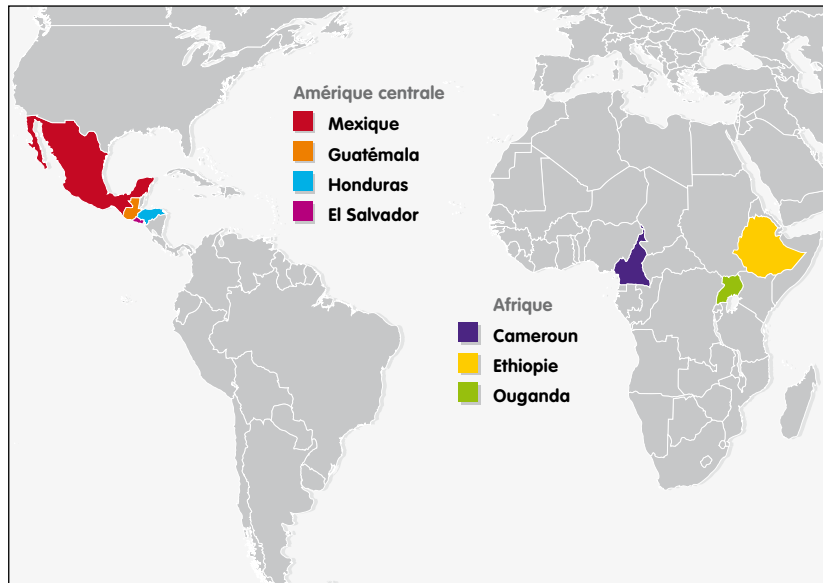 Amérique centrale
Mexique
Guatémala
Honduras
El Salvador
Afrique
Cameroun
Ethiopie
Ouganda